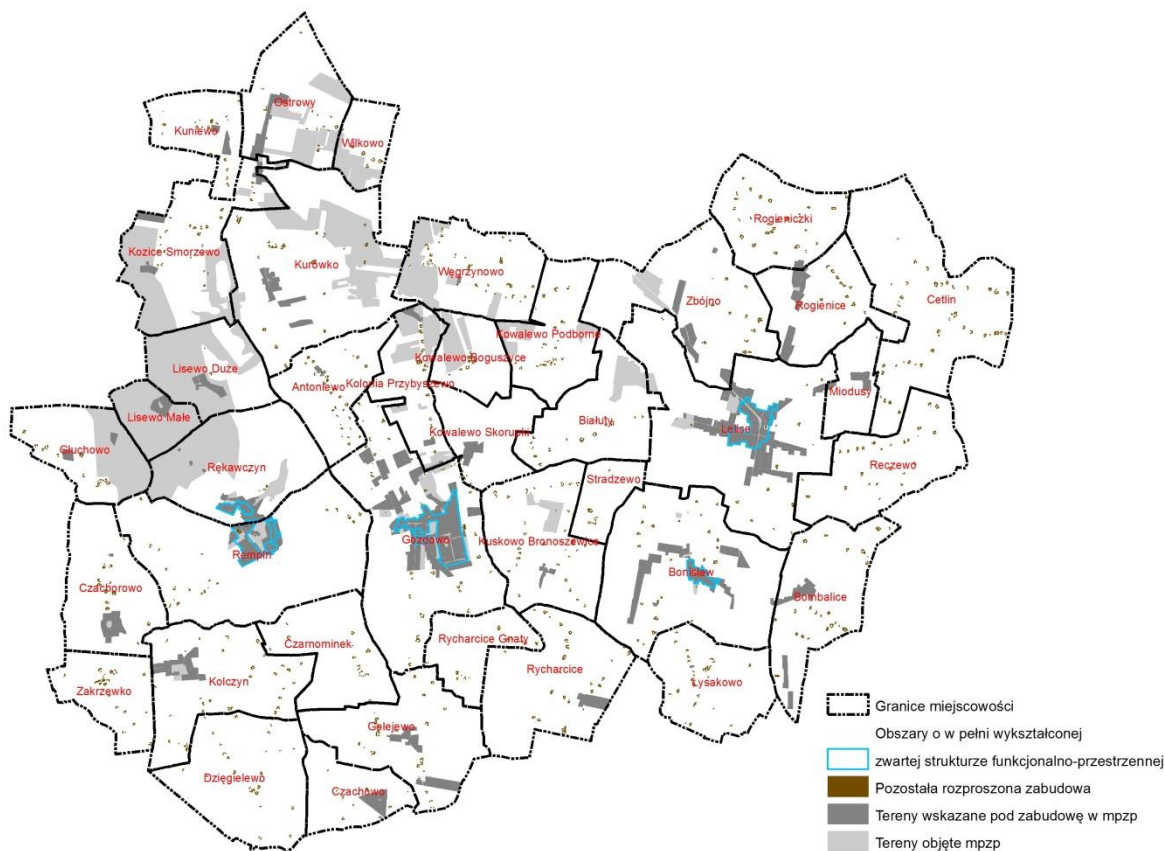 Ostrowy
Kuniewo
Wilkowo
Rogieniczki
Kozice Smorzewo
Kurówko
Węgrzynowo
Zbójno
Rogienice
Cetlin
Kowalewo Podborne
Kowalewo Boguszyce
Lisewo Duże
Antoniewo
Kolonia Przybyszewo
Miodusy
Lisewo Małe
Białuty
Lelice
Kowalewo Skorupki
Głuchowo
Rękawczyn
Reczewo
Stradzewo
Gozdowo
Kuskowo Bronoszewice
Rempin
Bonisław
Czachorowo
Bombalice
Czarnominek
Rycharcice Gnaty
Rycharcice
Łysakowo
Zakrzewko
Kolczyn
Golejewo
Dzięgielewo
Czachowo
Granice miejscowości
Obszary o w pełni wykształconej
zwartej strukturze funkcjonalno-przestrzennej
Pozostała rozproszona zabudowa
Tereny wskazane pod zabudowę w mpzp
Tereny objęte mpzp